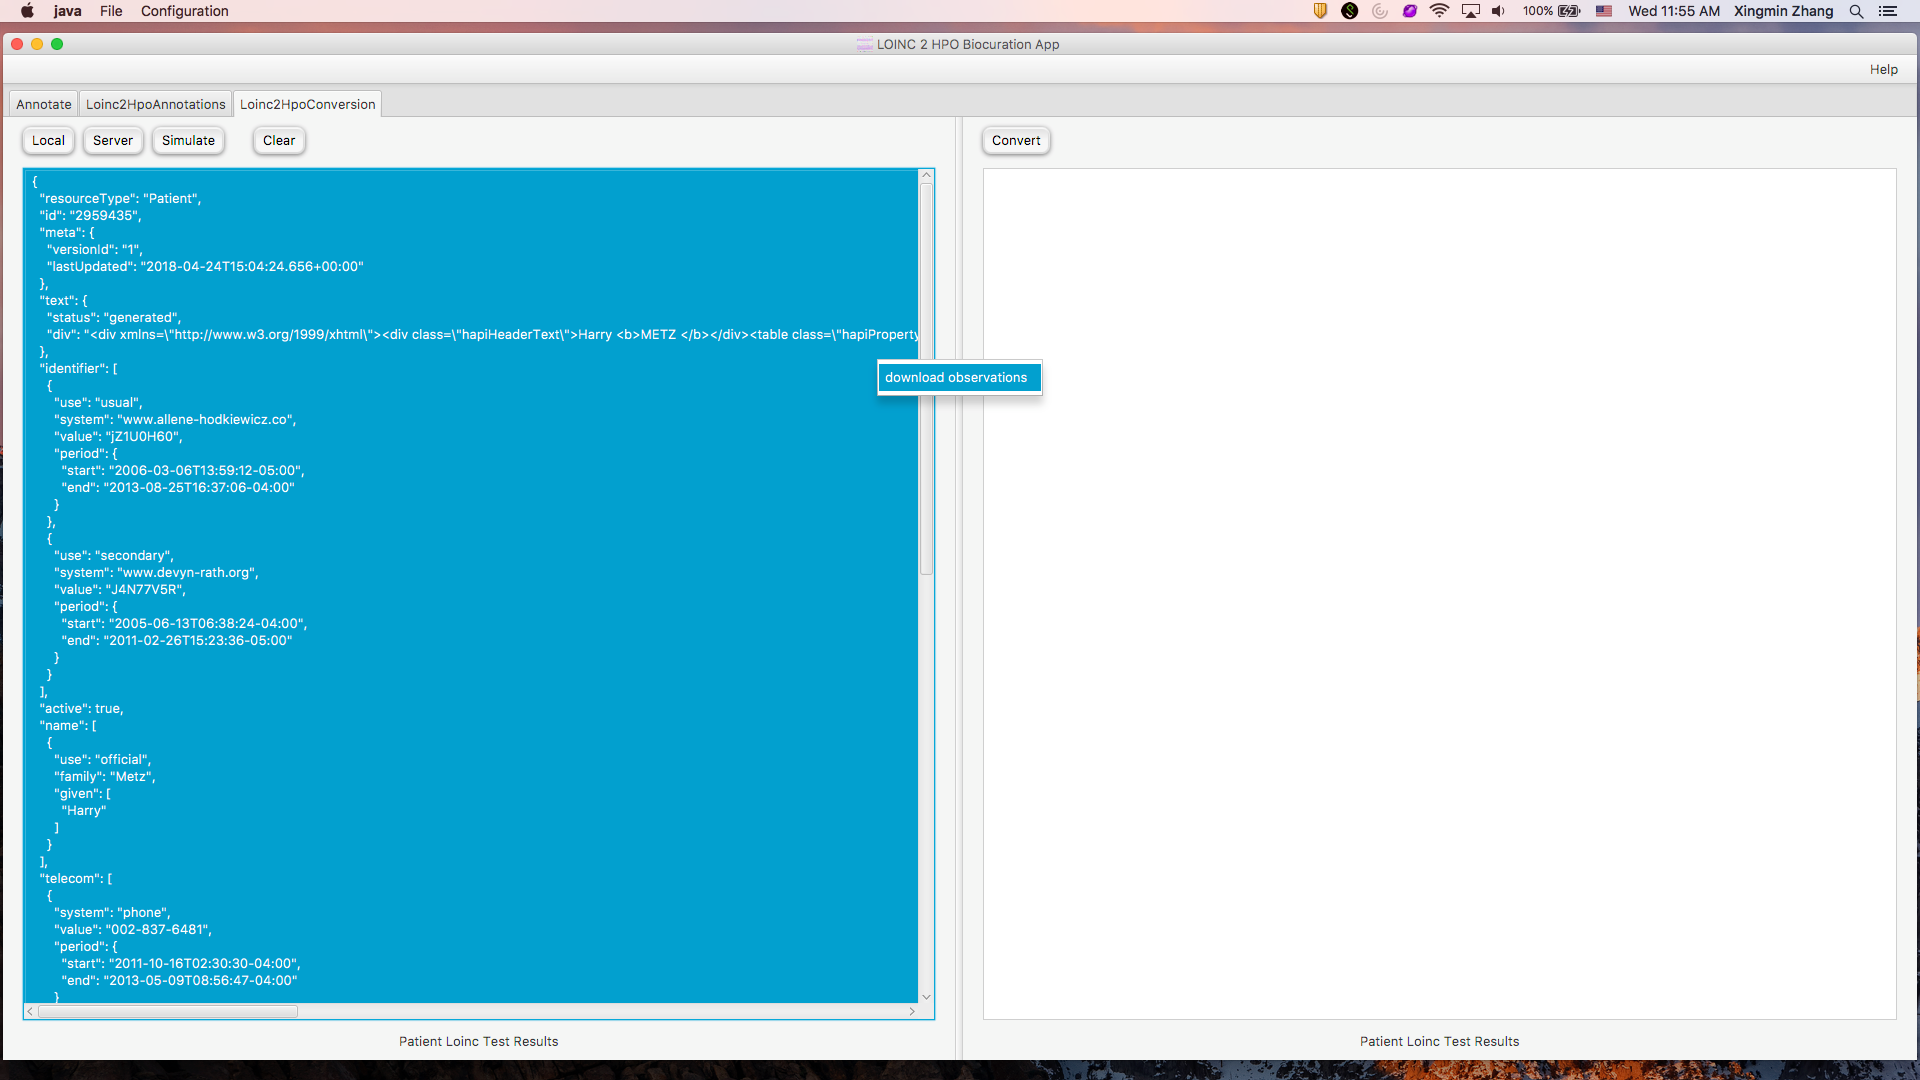 java File Configuration 100% Wed 11:55 AM Xingmin Zhang
LOINC 2 HPO Biocuration App
Help
Annotate Loinc2HpoAnnotations Loinc2HpoConversion
Local Server Simulate Clear Convert
{
"resourceType": "Patient",
"id": "2959435",
"meta": {
"versionId": "1",
"lastUpdated": "2018-04-24T15:04:24.656+00:00"
},
"text": {
"status": "generated",
"div": "<div xmlns=\"http://www.w3.org/1999/xhtml\"><div class=\"hapiHeaderText\">Harry <b>METZ </b></div><table class=\"hapiProperty
},
"identifier": [
download observations
{
"use": "usual",
"system": "www.allene-hodkiewicz.co",
"value": "jZ1U0H60",
"period": {
"start": "2006-03-06T13:59:12-05:00",
"end": "2013-08-25T16:37:06-04:00"
}
},
{
"use": "secondary",
"system": "www.devyn-rath.org",
"value": "J4N77V5R",
"period": {
"start": "2005-06-13T06:38:24-04:00",
"end": "2011-02-26T15:23:36-05:00"
}
}
],
"active": true,
"name": [
{
"use": "official",
"family": "Metz",
"given": [
"Harry"
]
}
],
"telecom": [
{
"system": "phone",
"value": "002-837-6481",
"period": {
"start": "2011-10-16T02:30:30-04:00",
"end": "2013-05-09T08:56:47-04:00"
}
Patient Loinc Test Results Patient Loinc Test Results